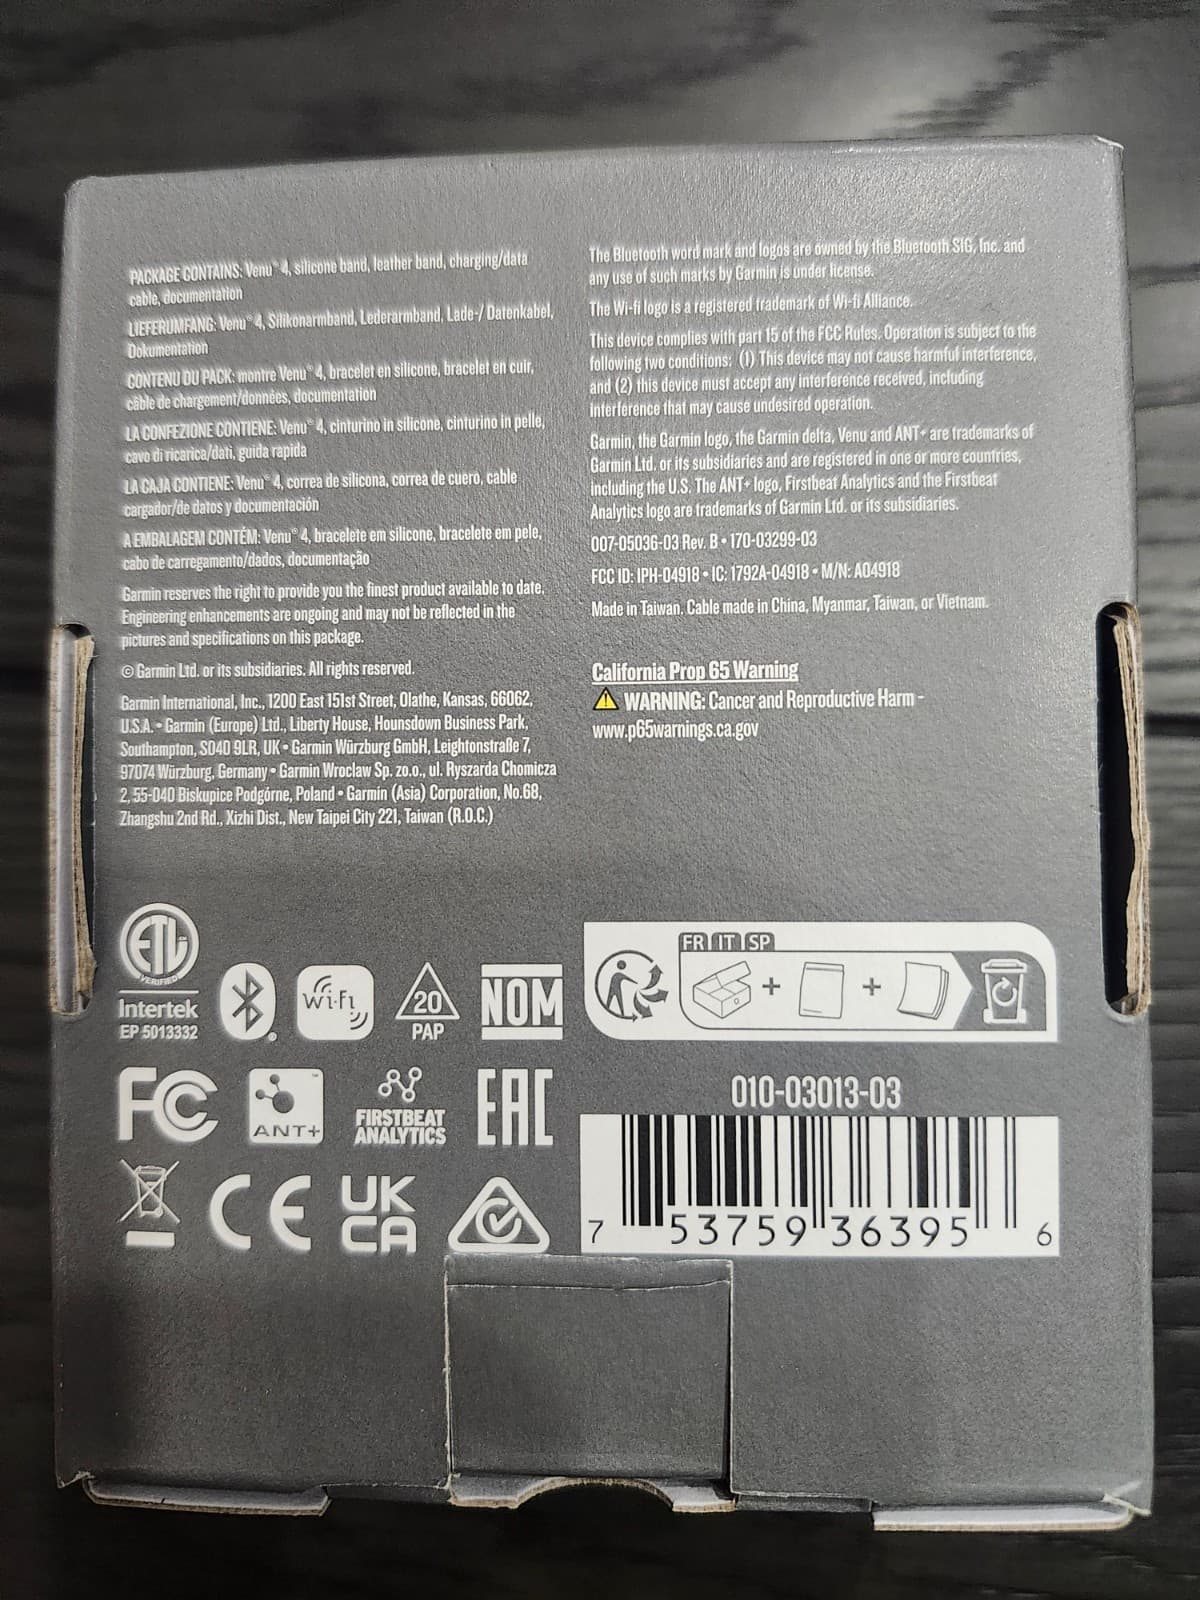 PACKAGE CONTAINS: Venu® 4, silicone band, leather band, charging/data
cable, documentation
LIEFERUMFANG: Venu® 4, Silikonarmband, Lederarmband, Lade-/ Datenkabel,
Dokumentation
CONTENU DU PACK: montre Venu® 4, bracelet en silicone, bracelet en cuir,
câble de chargement/données, documentation
LA CONFEZIONE CONTIENE: Venu® 4, cinturino in silicone, cinturino in pelle,
cavo di ricarica/dati, guida rapida
LA CAJA CONTIENE: Venu® 4, correa de silicona, correa de cuero, cable
cargador/de datos y documentación
A EMBALAGEM CONTÉM: Venu® 4, bracelete em silicone, bracelete em pele,
cabo de carregamento/dados, documentação
Garmin reserves the right to provide you the finest product available to date.
Engineering enhancements are ongoing and may not be reflected in the
pictures and specifications on this package.
© Garmin Ltd. or its subsidiaries. All rights reserved.
Garmin International, Inc., 1200 East 151st Street, Olathe, Kansas, 66062,
U.S.A. • Garmin (Europe) Ltd., Liberty House, Hounsdown Business Park,
Southampton, SO40 9LR, UK • Garmin Würzburg GmbH, Leightonstraße 7,
97074 Würzburg, Germany • Garmin Wroclaw Sp. zo.o., ul. Ryszarda Chomicza
2, 55-040 Biskupice Podgórne, Poland • Garmin (Asia) Corporation, No.68,
Zhangshu 2nd Rd., Xizhi Dist., New Taipei City 221, Taiwan (R.O.C.)
The Bluetooth word mark and logos are owned by the Bluetooth SIG, Inc. and
any use of such marks by Garmin is under license.
The Wi-fi logo is a registered trademark of Wi-fi Alliance.
This device complies with part 15 of the FCC Rules. Operation is subject to the
following two conditions: (1) This device may not cause harmful interference,
and (2) this device must accept any interference received, including
interference that may cause undesired operation.
Garmin, the Garmin logo, the Garmin delta, Venu and ANT+ are trademarks of
Garmin Ltd. or its subsidiaries and are registered in one or more countries,
including the U.S. The ANT+ logo, Firstbeat Analytics and the Firstbeat
Analytics logo are trademarks of Garmin Ltd. or its subsidiaries.
007-05036-03 Rev. B • 170-03299-03
FCC ID: IPH-04918 • IC: 1792A-04918 • M/N: A04918
Made in Taiwan. Cable made in China, Myanmar, Taiwan, or Vietnam.
California Prop 65 Warning
WARNING: Cancer and Reproductive Harm -
www.p65warnings.ca.gov
ETL
VERIFIED
Intertek
EP 5013332
Wi-Fi
20
PAP
NOM
FR IT SP
FC
ANT+
FIRSTBEAT
ANALYTICS
EAC
CE
UK
CA
010-03013-03
7 53759 36395 6